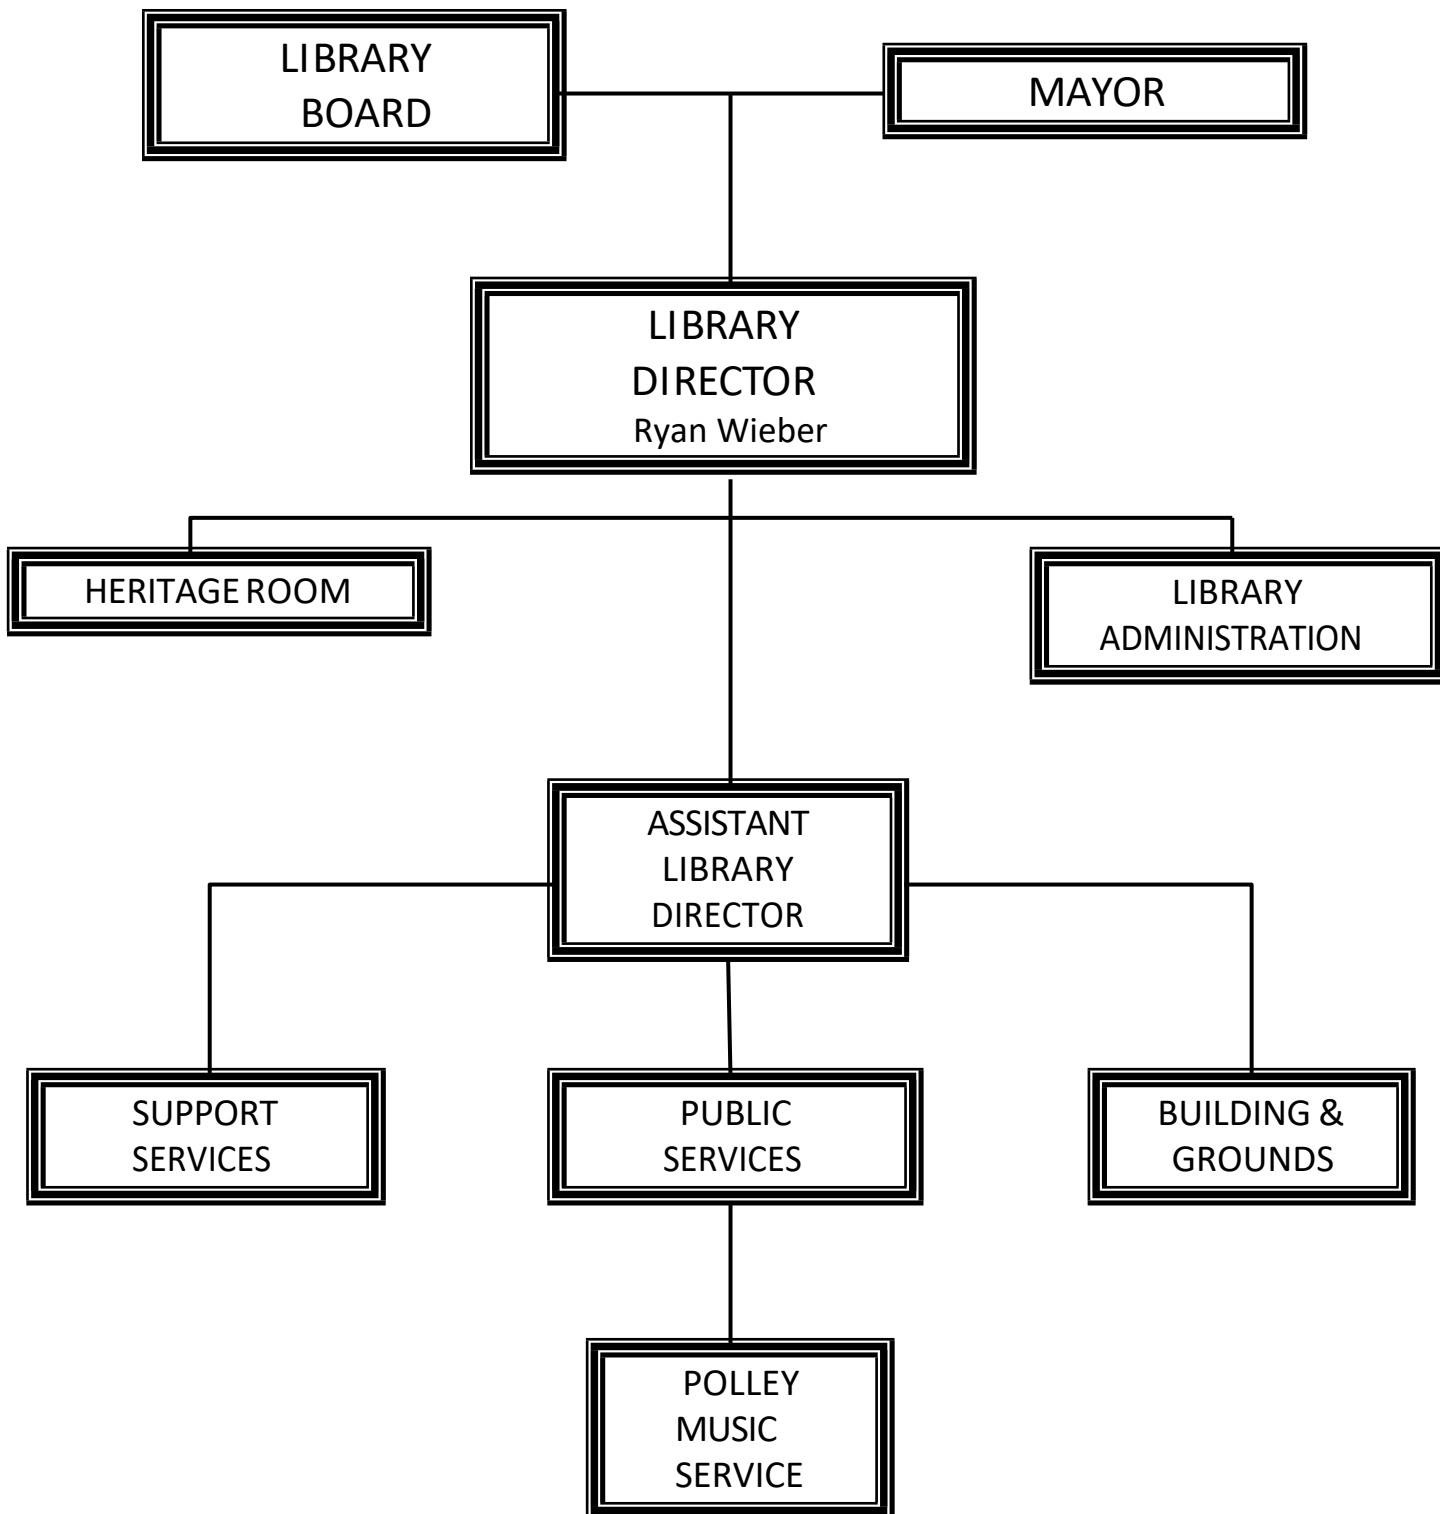 LIBRARY
BOARD
MAYOR
LIBRARY
DIRECTOR
Ryan Wieber
HERITAGE ROOM
LIBRARY
ADMINISTRATION
ASSISTANT
LIBRARY
DIRECTOR
SUPPORT
SERVICES
PUBLIC
SERVICES
BUILDING &
GROUNDS
POLLEY
MUSIC
SERVICE